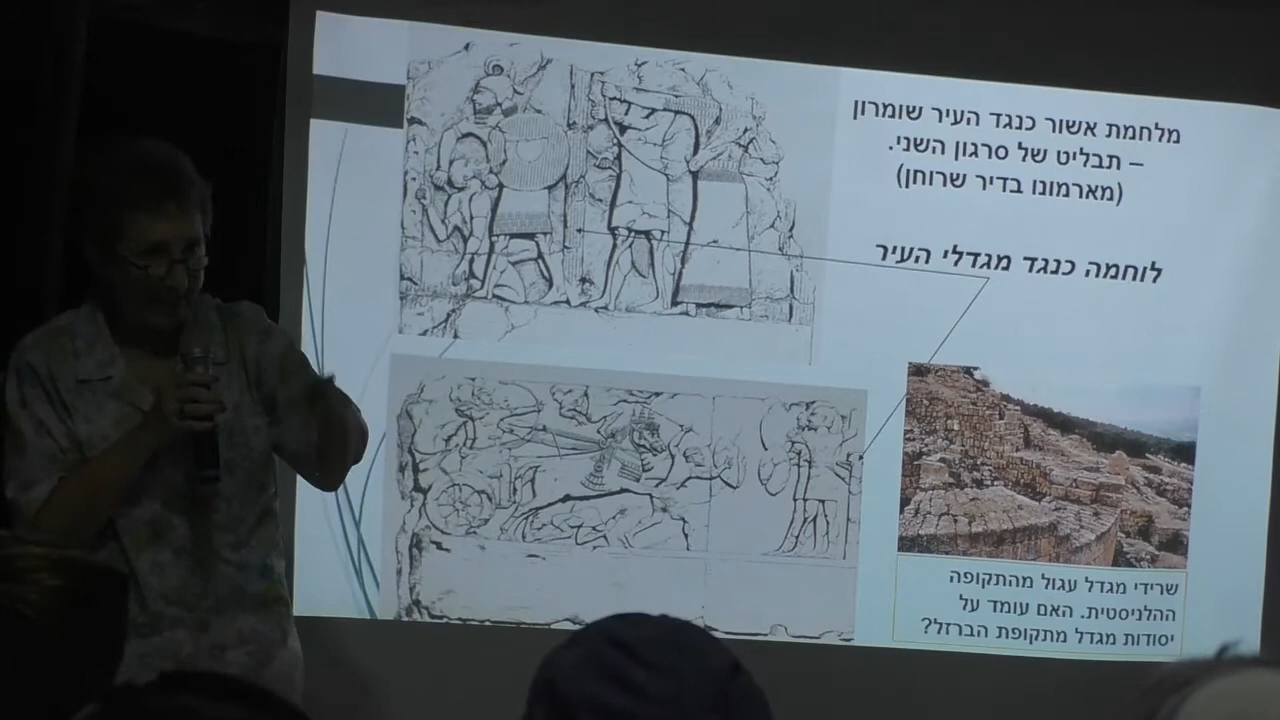 מלחמת אשור כנגד העיר שומרון
– תבליט של סרגון השני.
(מארמונו בדיר שרוחן)
לוחמה כנגד מגדלי העיר
שרידי מגדל עגול מהתקופה
ההלניסטית. האם עומד על
יסודות מגדל מתקופת הברזל?